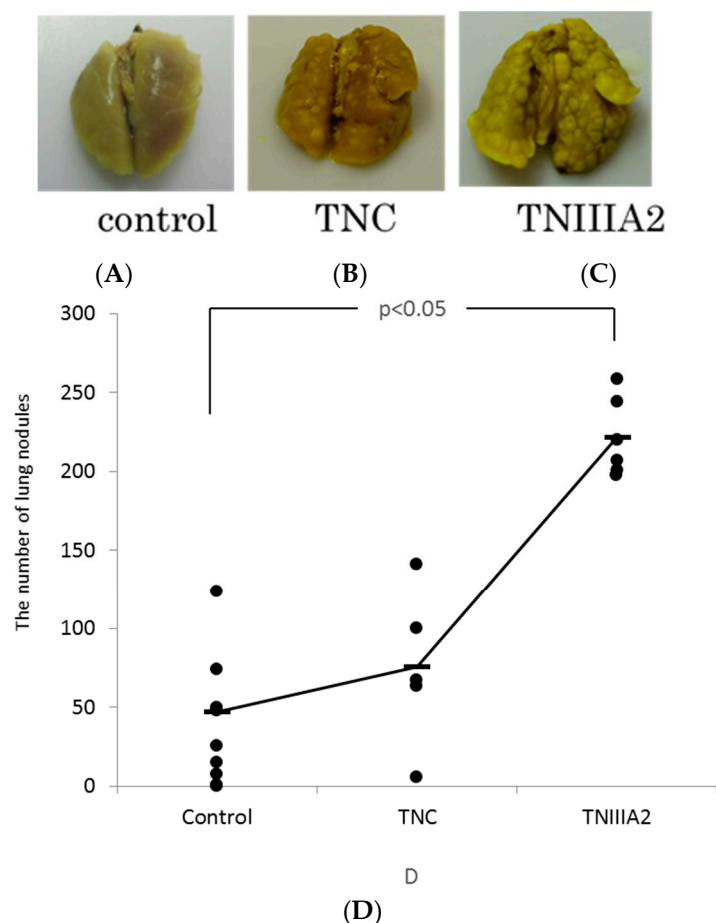 control TNC TNIIIA2
(A) (B) (C)
p<0.05
300
250
200
150
100
50
0
The number of lung nodules
Control TNC TNIIIA2
D
(D)